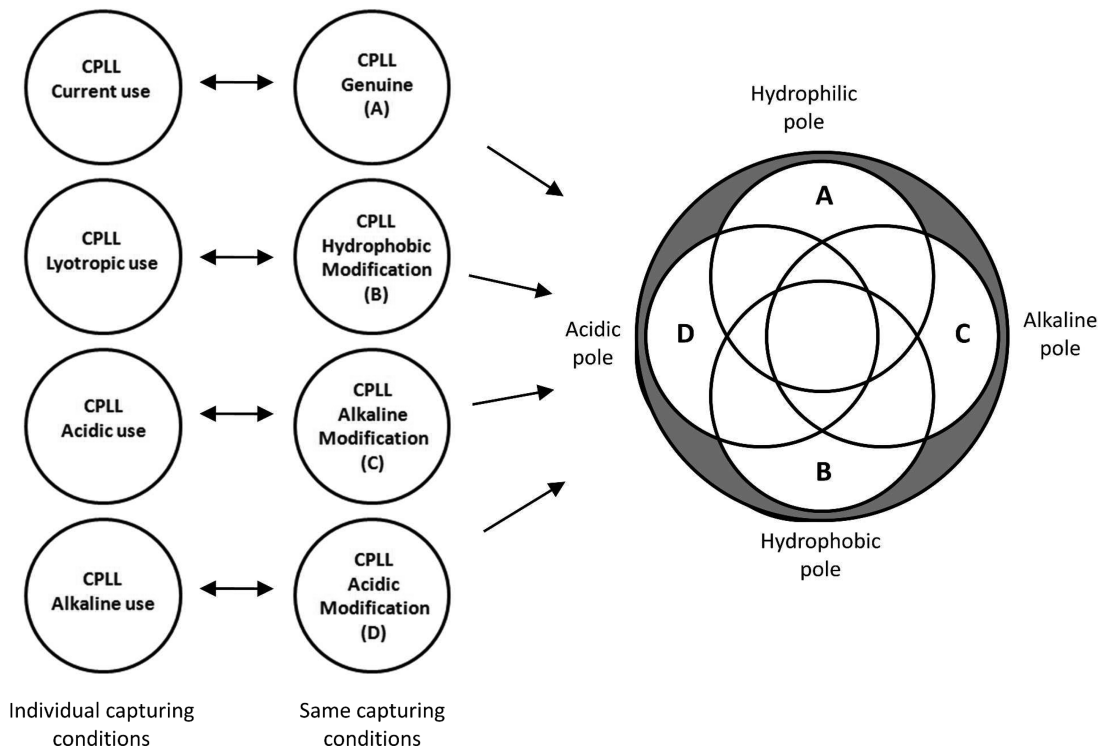 CPLL
Current use
CPLL
Genuine
(A)
CPLL
Lyotropic use
CPLL
Hydrophobic
Modification
(B)
CPLL
Acidic use
CPLL
Alkaline
Modification
(C)
CPLL
Alkaline use
CPLL
Acidic
Modification
(D)
Individual capturing
conditions
Same capturing
conditions
Hydrophilic
pole
A
Acidic
pole
D
C
Alkaline
pole
B
Hydrophobic
pole